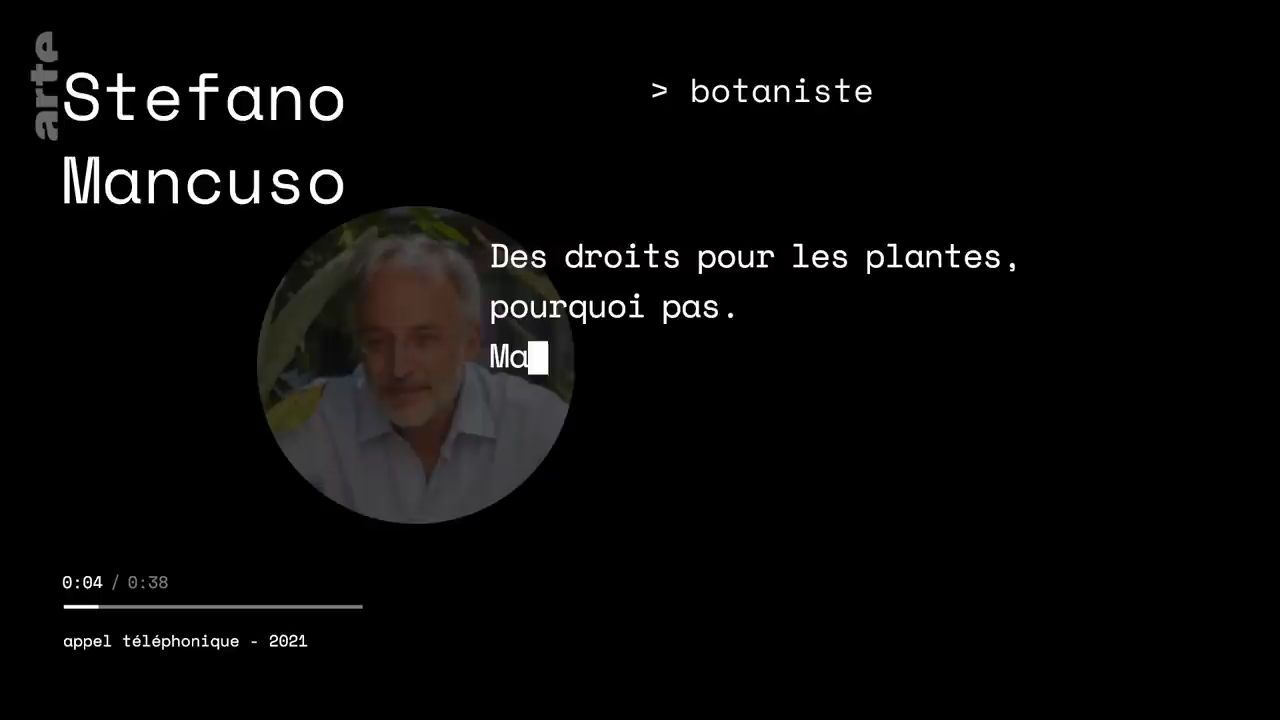 arte
Stefano
Mancuso
> botaniste
Des droits pour les plantes,
pourquoi pas.
Ma
0:04 / 0:38
appel téléphonique - 2021